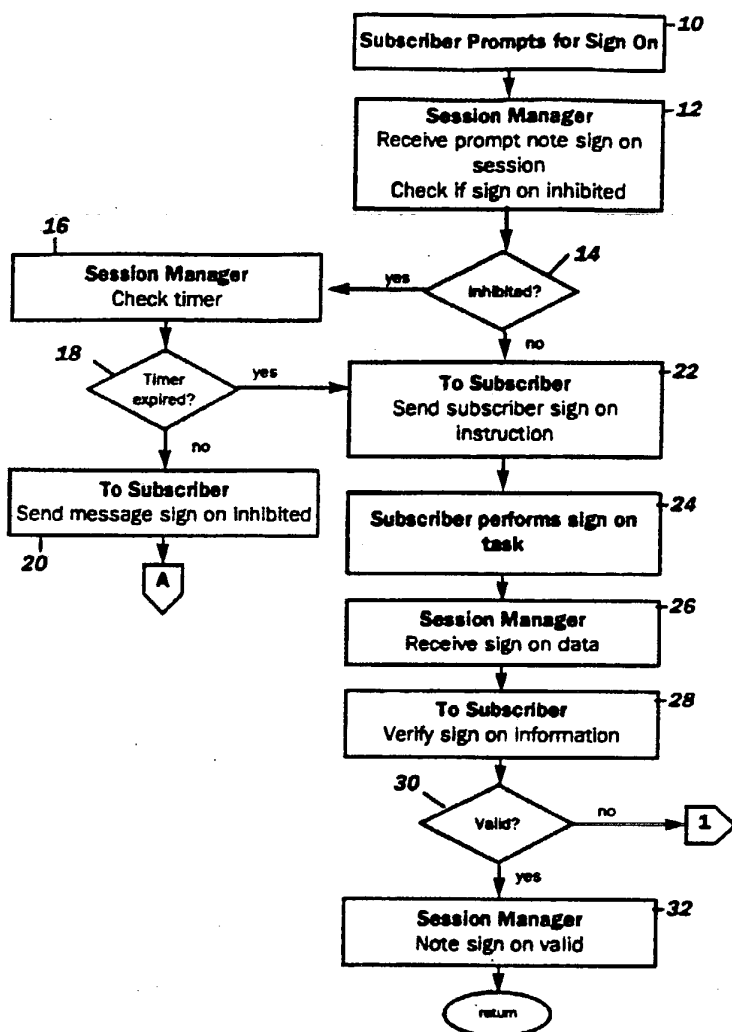 10
Subscriber Prompts for Sign On
12
Session Manager
Receive prompt note sign on
session
Check if sign on inhibited
14
Inhibited?
yes
no
16
Session Manager
Check timer
18
Timer
expired?
yes
no
To Subscriber
Send message sign on inhibited
20
A
22
To Subscriber
Send subscriber sign on
instruction
24
Subscriber performs sign on
task
26
Session Manager
Receive sign on data
28
To Subscriber
Verify sign on information
30
Valid?
no
1
yes
32
Session Manager
Note sign on valid
return